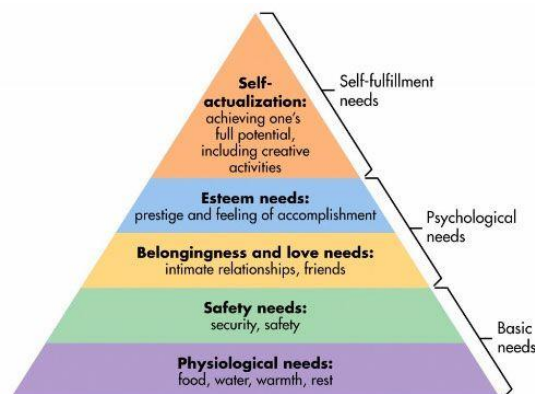 Self-
actualization:
achieving one's
full potential,
including creative
activities
Self-fulfillment
needs
Esteem needs:
prestige and feeling of accomplishment
Psychological
needs
Belongingness and love needs:
intimate relationships, friends
Safety needs:
security, safety
Basic
needs
Physiological needs:
food, water, warmth, rest